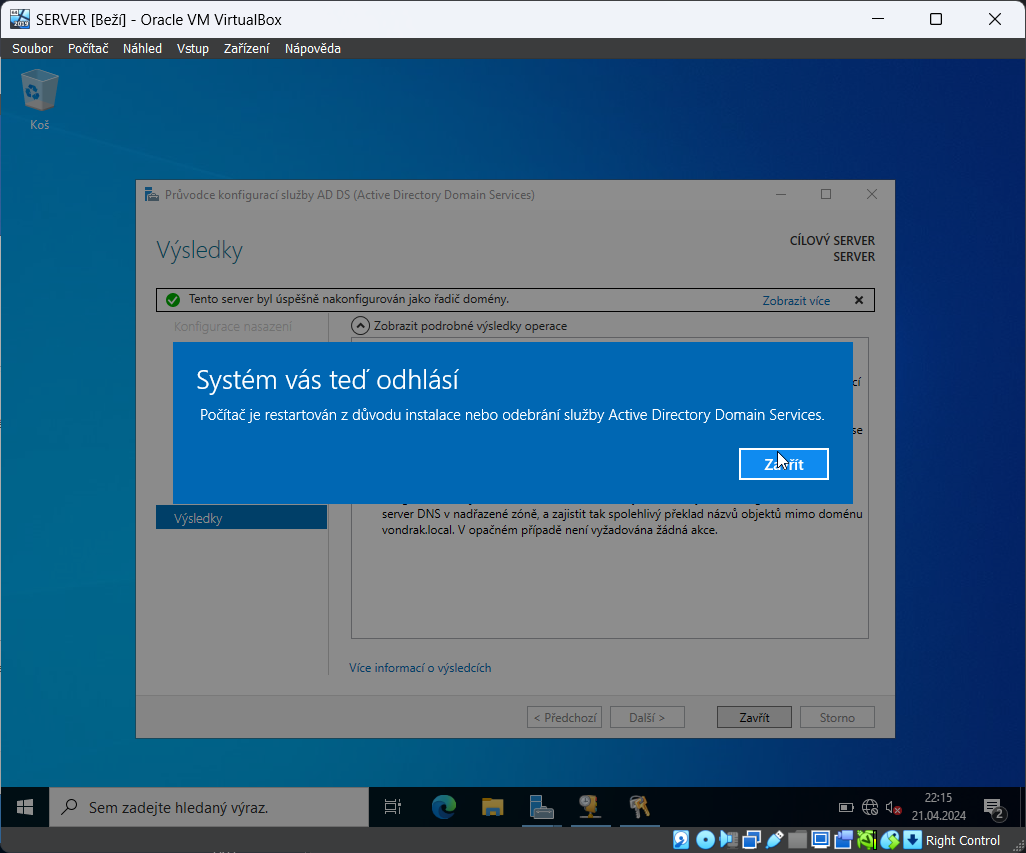 SERVER [Beží] - Oracle VM VirtualBox
Soubor Počítač Náhled Vstup Zařízení Nápověda
Koš
Průvodce konfigurací služby AD DS (Active Directory Domain Services)
Výsledky
CÍLOVÝ SERVER
SERVER
Tento server byl úspěšně nakonfigurován jako řadič domény.
Zobrazit více
Konfigurace nasazení
Zobrazit podrobné výsledky operace
Systém vás teď odhlásí
Počítač je restartován z důvodu instalace nebo odebrání služby Active Directory Domain Services.
se
Zavřít
Výsledky
server DNS v nadřazené zóně, a zajistit tak spolehlivý překlad názvů objektů mimo doménu
vondrak.local. V opačném případě není vyžadována žádná akce.
Více informací o výsledcích
< Předchozí Další > Zavřít Storno
Sem zadejte hledaný výraz.
22:15
21.04.2024
2
Right Control